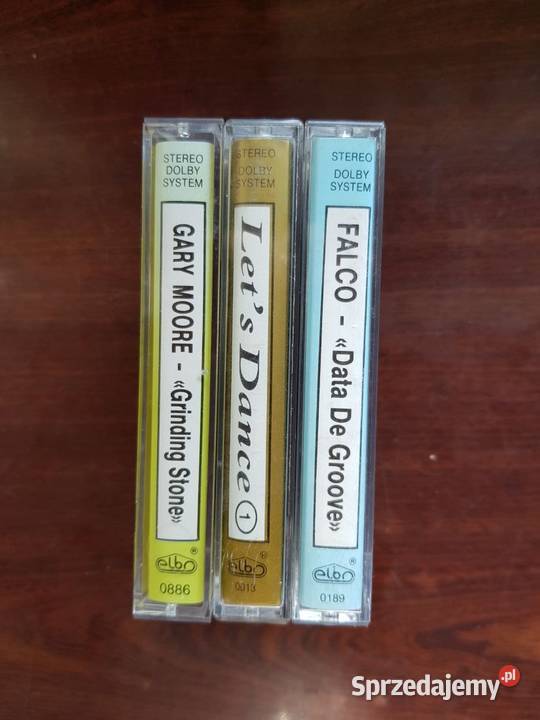 STEREO
DOLBY
SYSTEM
GARY MOORE - «Grinding Stone»
elbo ®
0886
STEREO
DOLBY
SYSTEM
Let's Dance 1
elbo ®
0013
STEREO
DOLBY
SYSTEM
FALCO - «Data De Groove»
elbo ®
0189
Sprzedajemy.pl